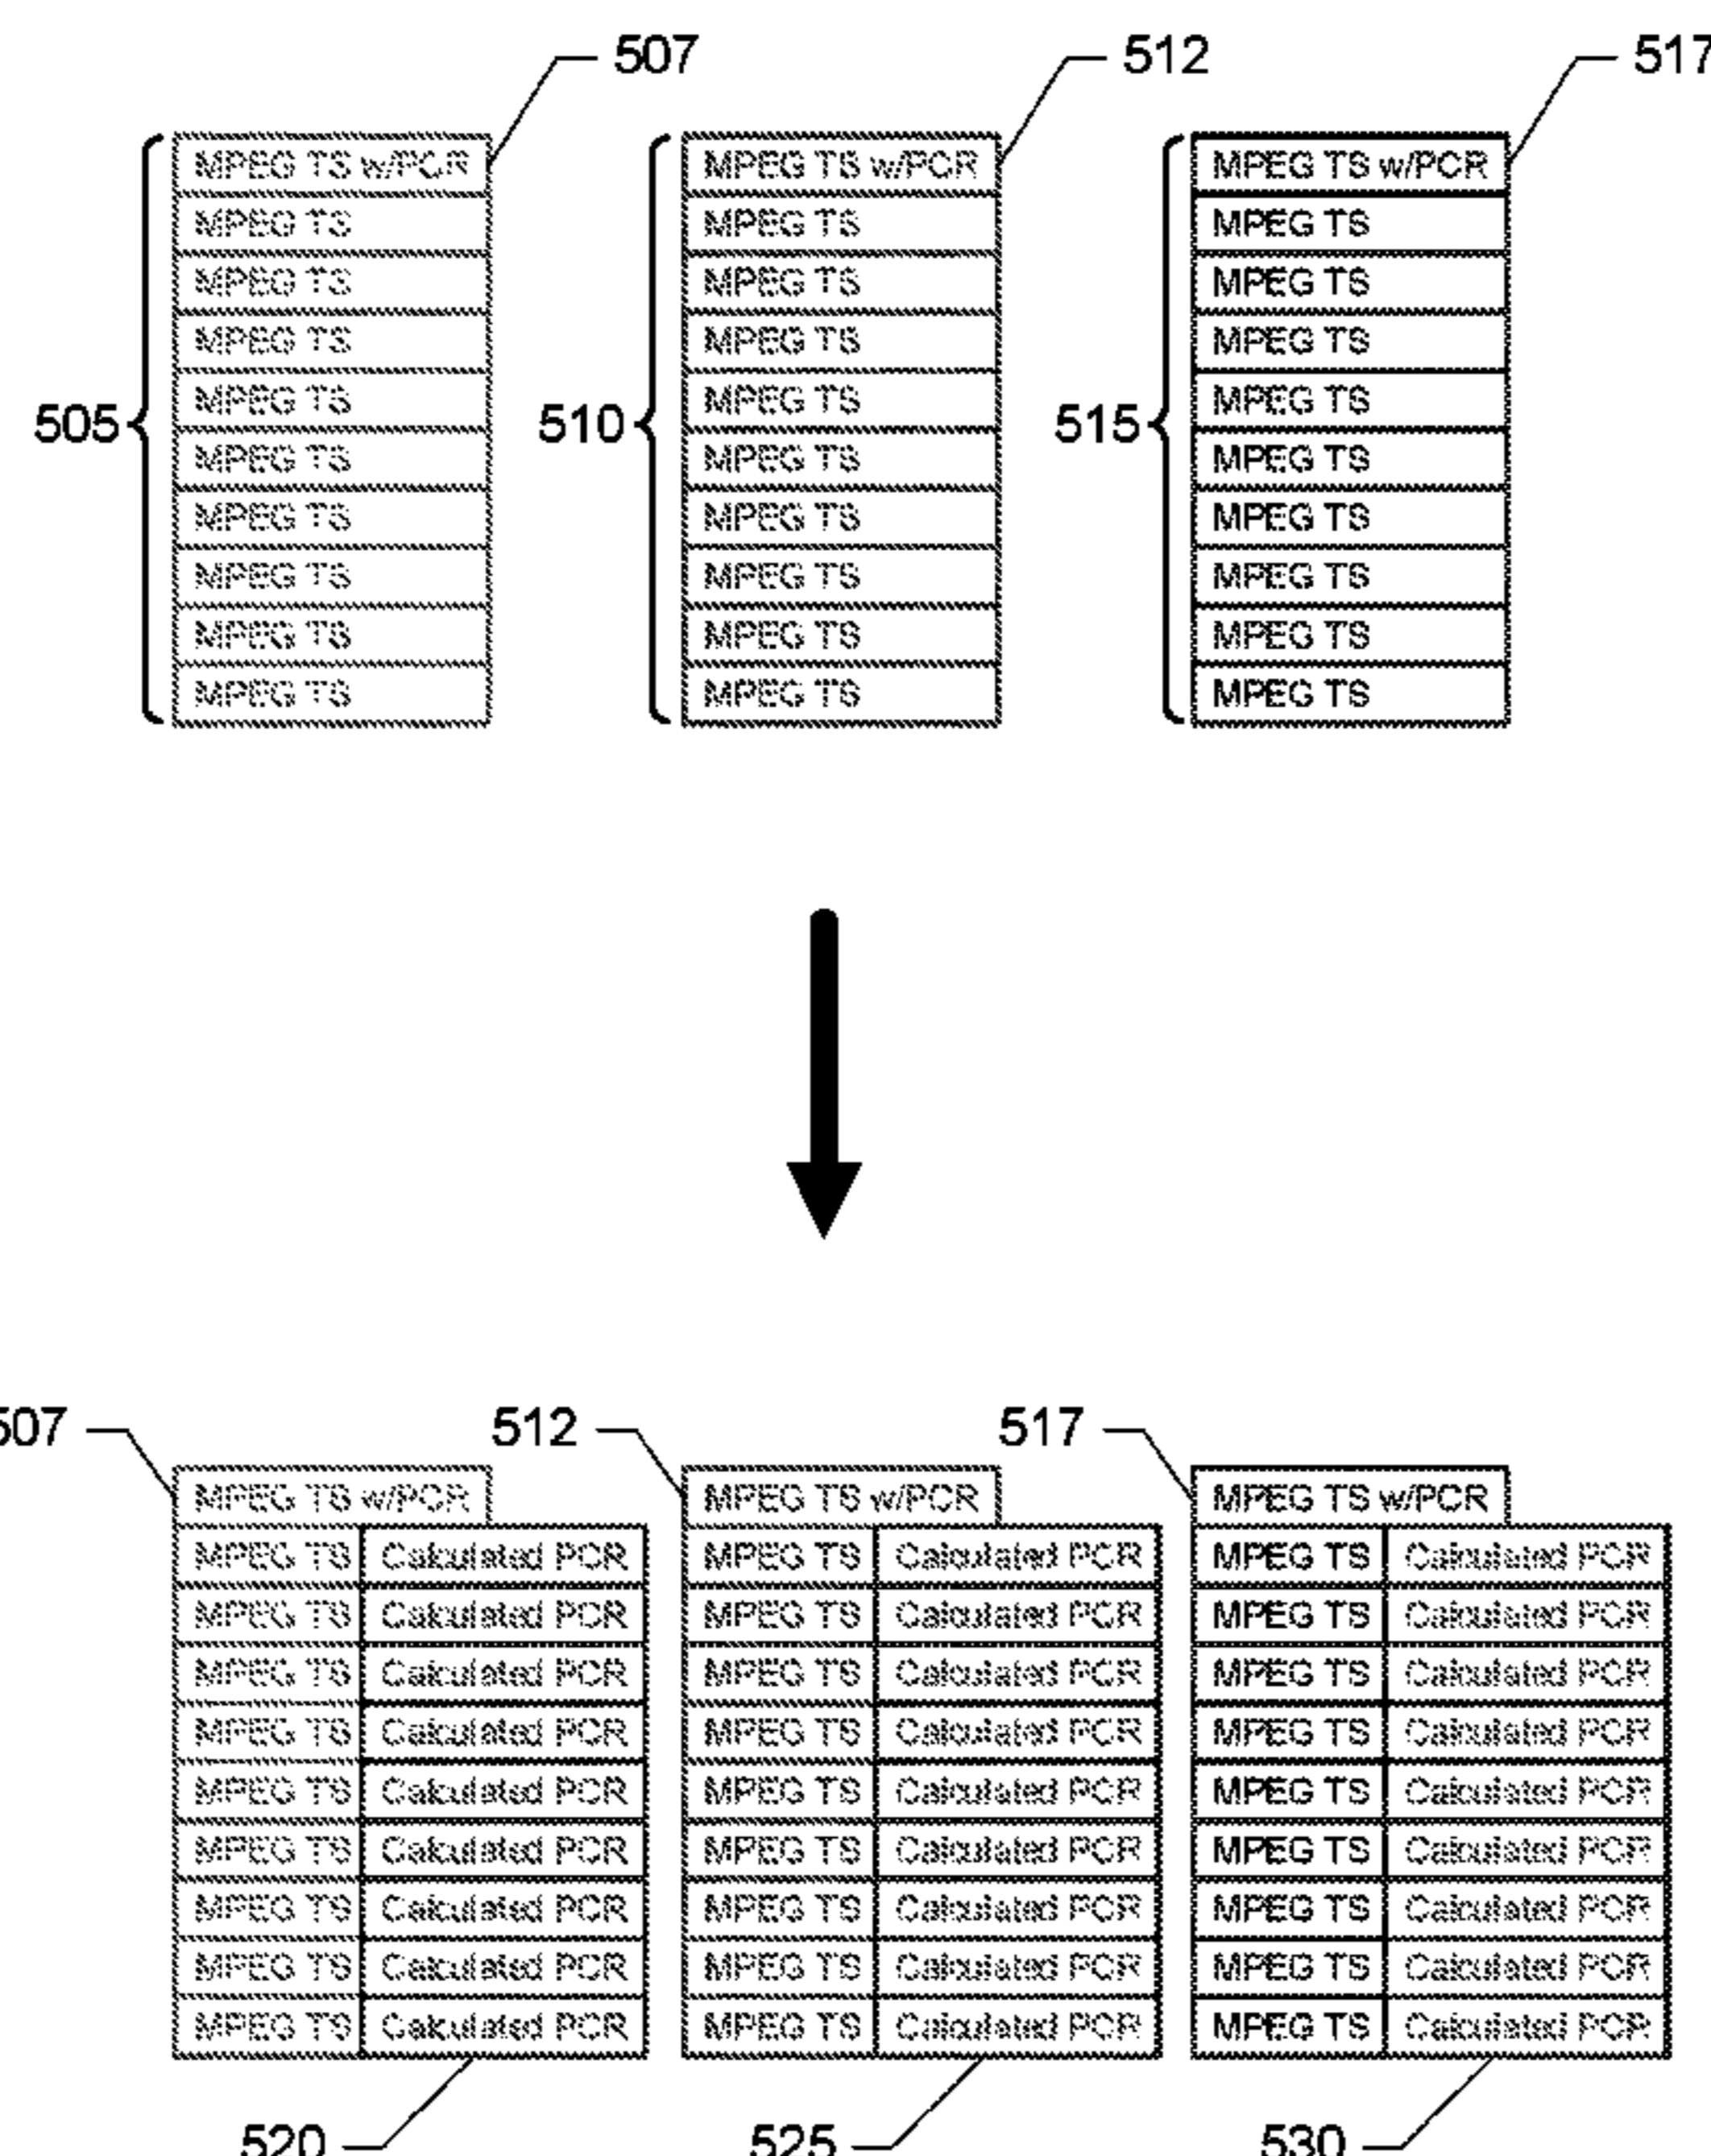 507 512 517
MPEG TS w/PCR MPEG TS w/PCR MPEG TS w/PCR
MPEG TS MPEG TS MPEG TS
MPEG TS MPEG TS MPEG TS
MPEG TS MPEG TS MPEG TS
MPEG TS MPEG TS MPEG TS
505 510 515
MPEG TS MPEG TS MPEG TS
MPEG TS MPEG TS MPEG TS
MPEG TS MPEG TS MPEG TS
MPEG TS MPEG TS MPEG TS
MPEG TS MPEG TS MPEG TS
507 512 517
MPEG TS w/PCR MPEG TS w/PCR MPEG TS w/PCR
MPEG TS Calculated PCR MPEG TS Calculated PCR MPEG TS Calculated PCR
MPEG TS Calculated PCR MPEG TS Calculated PCR MPEG TS Calculated PCR
MPEG TS Calculated PCR MPEG TS Calculated PCR MPEG TS Calculated PCR
MPEG TS Calculated PCR MPEG TS Calculated PCR MPEG TS Calculated PCR
MPEG TS Calculated PCR MPEG TS Calculated PCR MPEG TS Calculated PCR
MPEG TS Calculated PCR MPEG TS Calculated PCR MPEG TS Calculated PCR
MPEG TS Calculated PCR MPEG TS Calculated PCR MPEG TS Calculated PCR
MPEG TS Calculated PCR MPEG TS Calculated PCR MPEG TS Calculated PCR
MPEG TS Calculated PCR MPEG TS Calculated PCR MPEG TS Calculated PCR
520 525 530